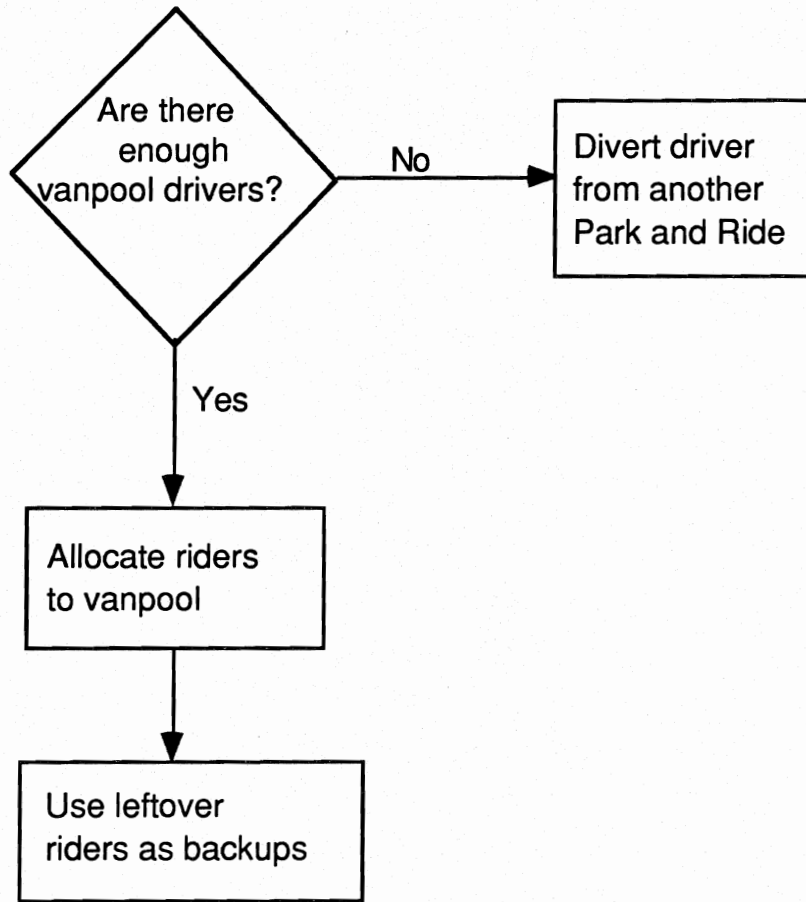 Are there
enough
vanpool drivers?
No
Divert driver
from another
Park and Ride
Yes
Allocate riders
to vanpool
Use leftover
riders as backups